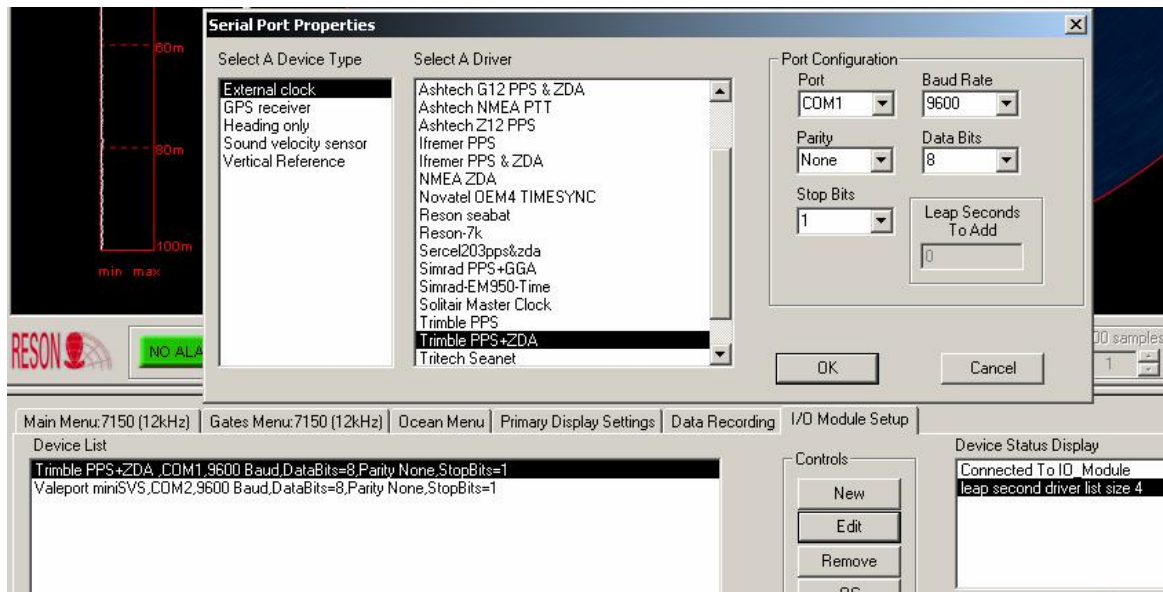 Serial Port Properties
60m
80m
100m
min max
Select A Device Type
External clock
GPS receiver
Heading only
Sound velocity sensor
Vertical Reference
Select A Driver
Ashtech G12 PPS & ZDA
Ashtech NMEA PTT
Ashtech Z12 PPS
Ifremer PPS
Ifremer PPS & ZDA
NMEA ZDA
Novatel OEM4 TIMESYNC
Reson seabat
Reson-7k
Sercel203pps&zda
Simrad PPS+GGA
Simrad-EM950-Time
Solitair Master Clock
Trimble PPS
Trimble PPS+ZDA
Tritech Seanet
Port Configuration
Port Baud Rate
COM1 9600
Parity Data Bits
None 8
Stop Bits
1
Leap Seconds
To Add
0
OK Cancel
RESON
NO ALA
00 samples
1
Main Menu:7150 (12kHz) Gates Menu:7150 (12kHz) Ocean Menu Primary Display Settings Data Recording I/O Module Setup
Device List
Trimble PPS+ZDA ,COM1,9600 Baud,DataBits=8,Parity None,StopBits=1
Valeport miniSVS,COM2,9600 Baud,DataBits=8,Parity None,StopBits=1
Controls
New
Edit
Remove
Device Status Display
Connected To IO_Module
leap second driver list size 4